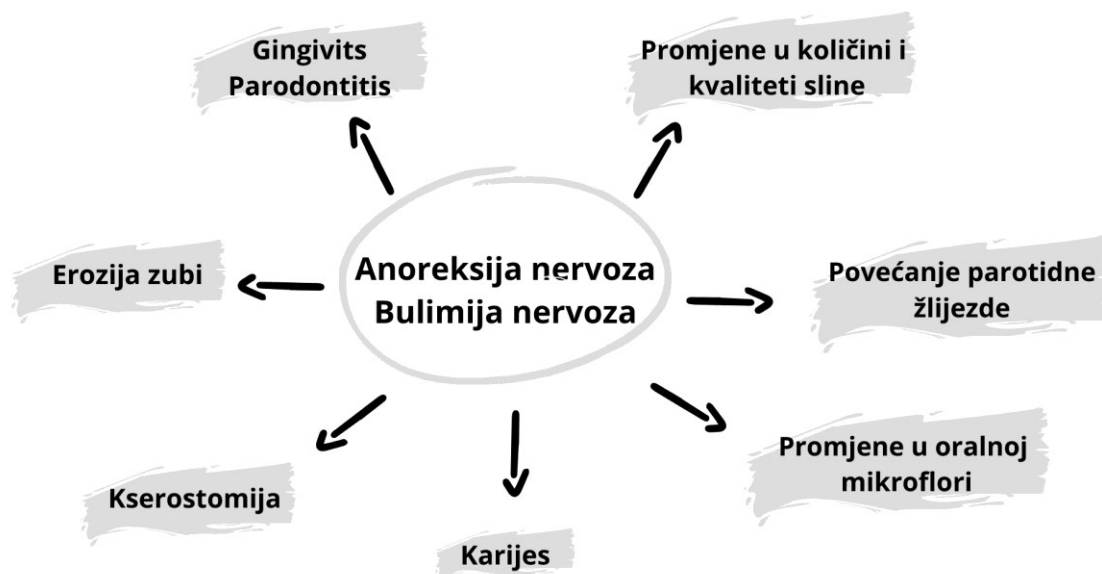 Gingivits
Parodontitis
Promjene u količini i
kvaliteti sline
Erozija zubi
Anoreksija nervoza
Bulimija nervoza
Povećanje parotidne
žlijezde
Kserostomija
Karijes
Promjene u oralnoj
mikroflori